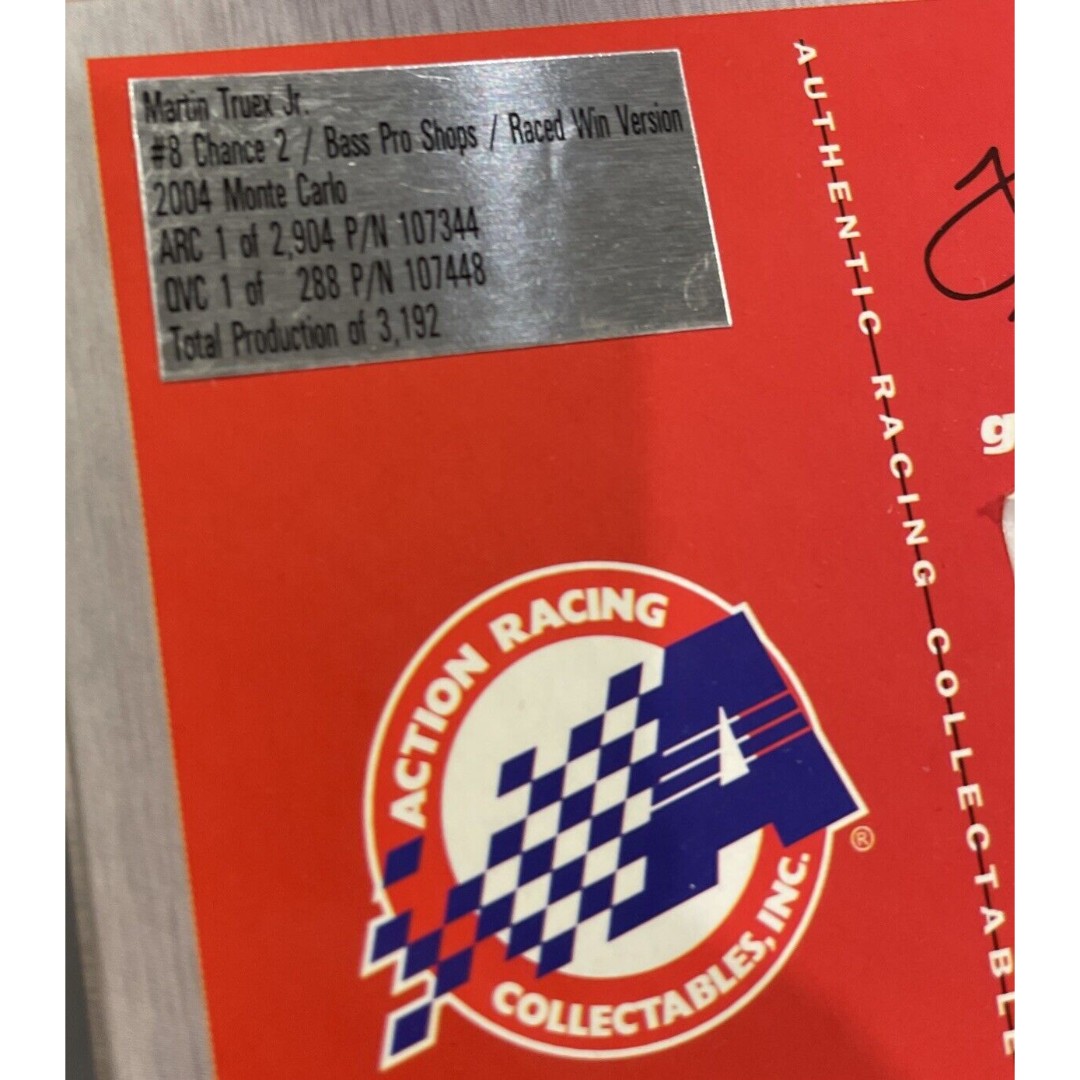 Martin Truex Jr.
#8 Chance 2 / Bass Pro Shops / Raced Win Version
2004 Monte Carlo
ARC 1 of 2,904 P/N 107344
QVC 1 of 288 P/N 107448
Total Production of 3,192
AUTHENTIC RACING COLLECTABLE
g
ACTION RACING
COLLECTABLES, INC.
A
®